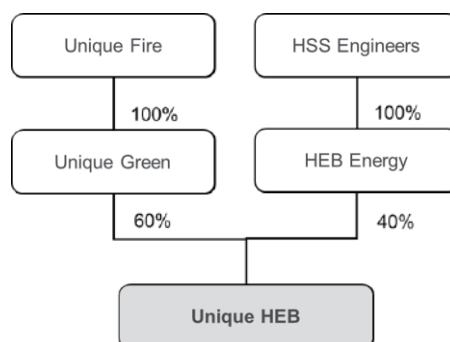 Unique Fire
HSS Engineers
100%
100%
Unique Green
HEB Energy
60%
40%
Unique HEB